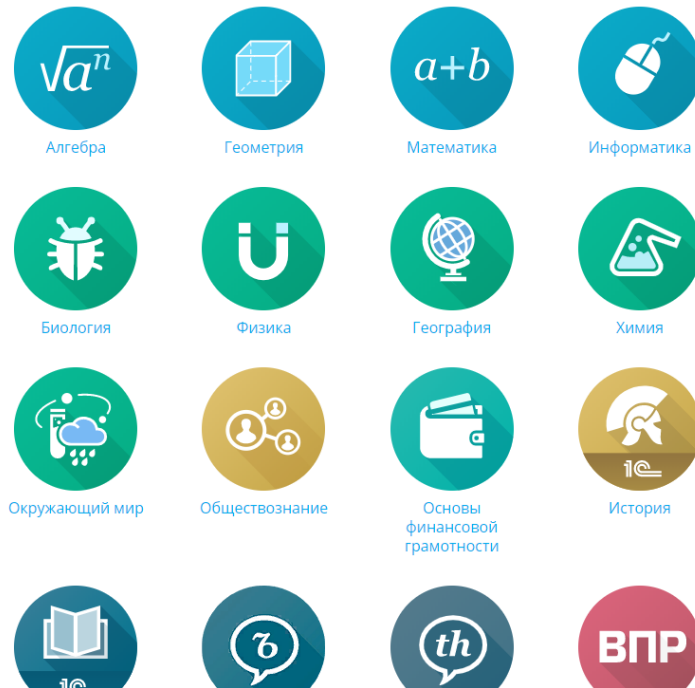 √aⁿ
a+b
Алгебра
Геометрия
Математика
Информатика
Биология
Физика
География
Химия
1С
Окружающий мир
Обществознание
Основы
финансовой
грамотности
История
ъ
th
ВПР
1С